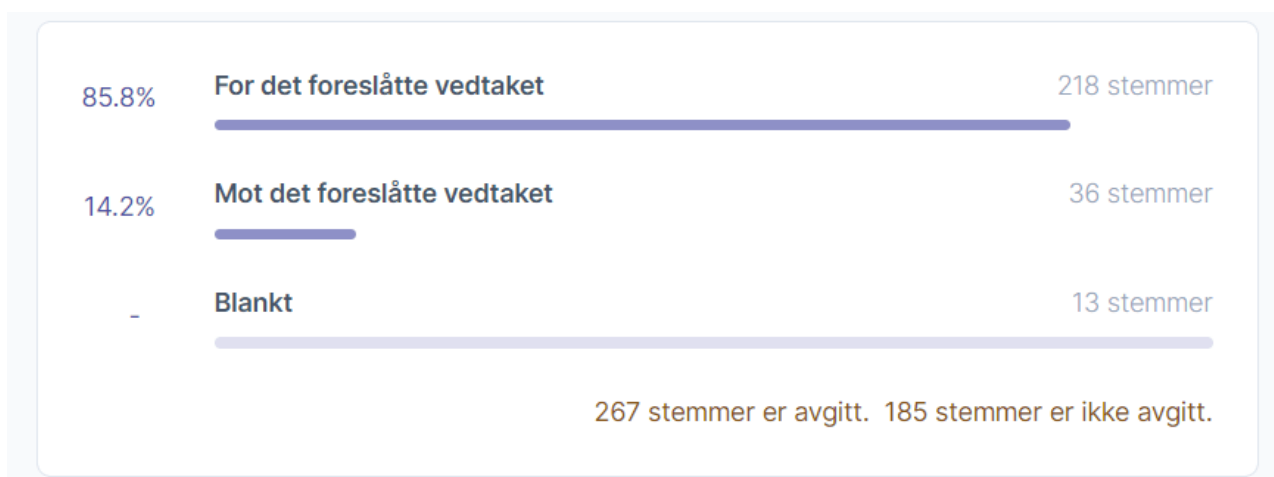 85.8%
For det foreslåtte vedtaket
218 stemmer
14.2%
Mot det foreslåtte vedtaket
36 stemmer
-
Blankt
13 stemmer
267 stemmer er avgitt.  185 stemmer er ikke avgitt.